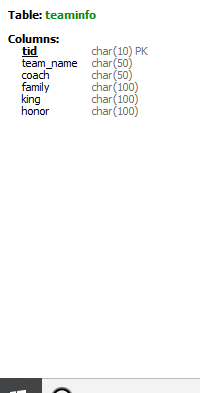 Table: teaminfo
Columns:
tid char(10) PK
team_name char(50)
coach char(50)
family char(100)
king char(100)
honor char(100)